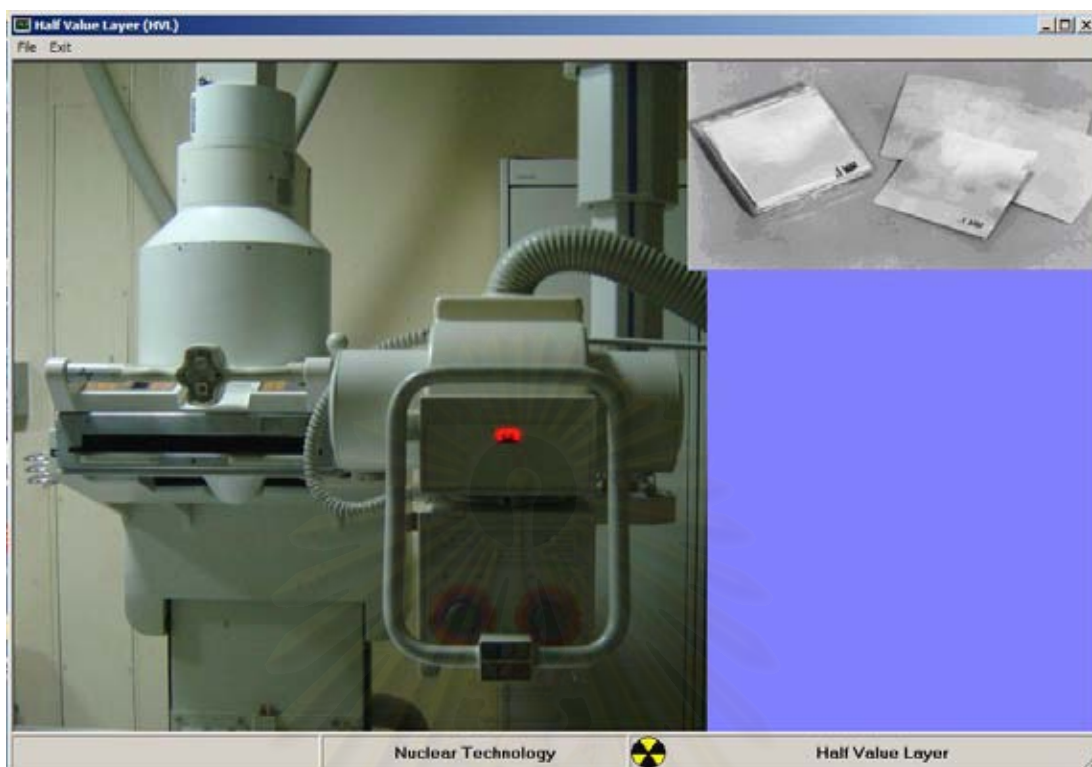 Half Value Layer (HVL)
File Exit
Nuclear Technology
Half Value Layer